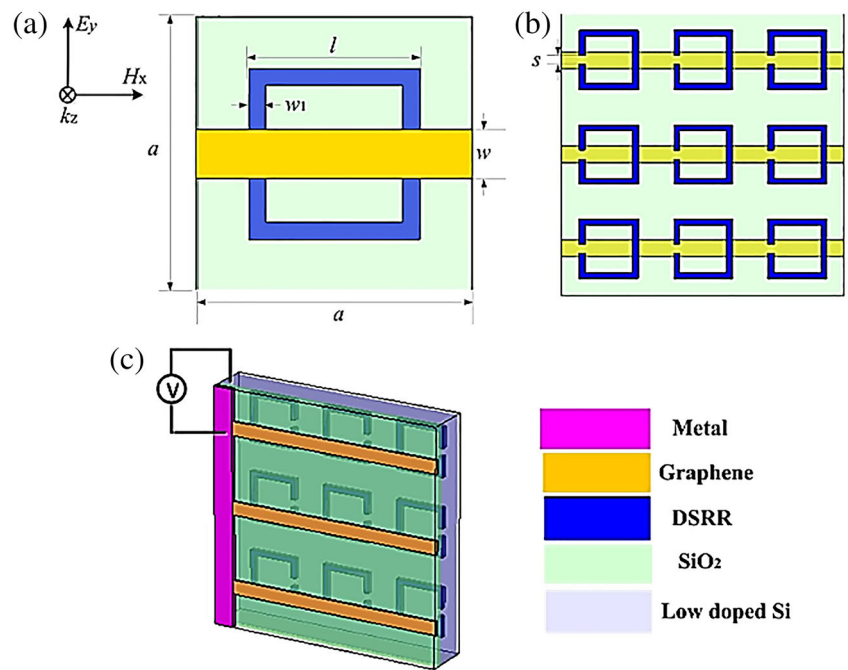 (a)
Ey
Hx
kz
l
w1
a
w
a
(b)
s
(c)
V
Metal
Graphene
DSRR
SiO2
Low doped Si